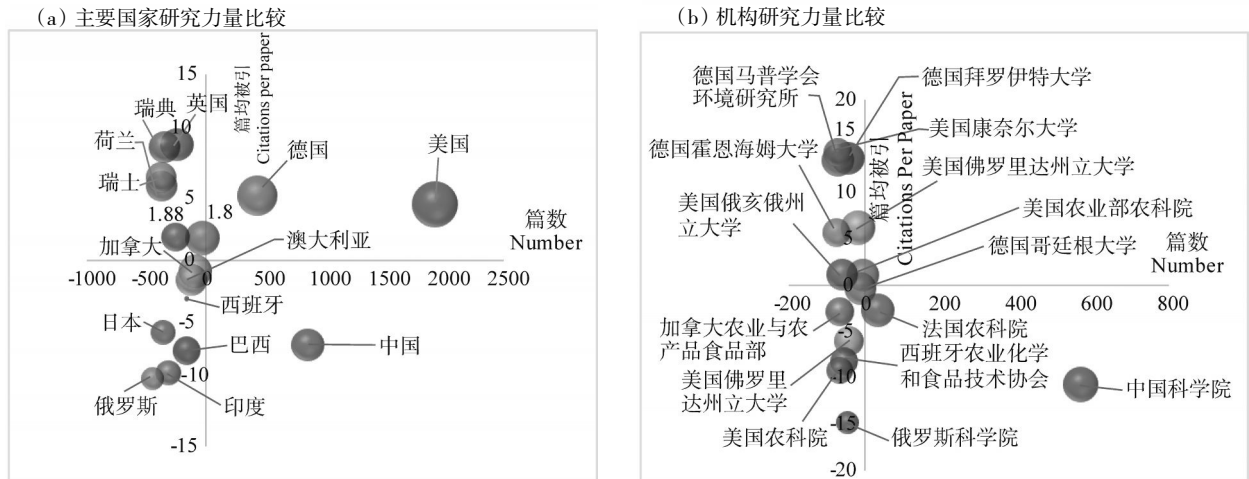 (a) 主要国家研究力量比较
15
篇均被引
Citations per paper
瑞典
英国
10
荷兰
德国
美国
瑞士
5
1.88
1.8
篇数
Number
加拿大
澳大利亚
0
-1000
-500
0
500
1000
1500
2000
2500
西班牙
-5
日本
巴西
中国
-10
俄罗斯
印度
-15
(b) 机构研究力量比较
德国马普学会
环境研究所
德国拜罗伊特大学
20
15
篇均被引
Citations Per Paper
美国康奈尔大学
德国霍恩海姆大学
美国佛罗里达州立大学
10
美国俄亥俄州
立大学
5
美国农业部农科院
德国哥廷根大学
篇数
Number
0
-200
0
200
400
600
800
加拿大农业与农
产品食品部
-5
法国农科院
西班牙农业化学
和食品技术协会
美国佛罗里
达州立大学
-10
中国科学院
美国农科院
-15
俄罗斯科学院
-20